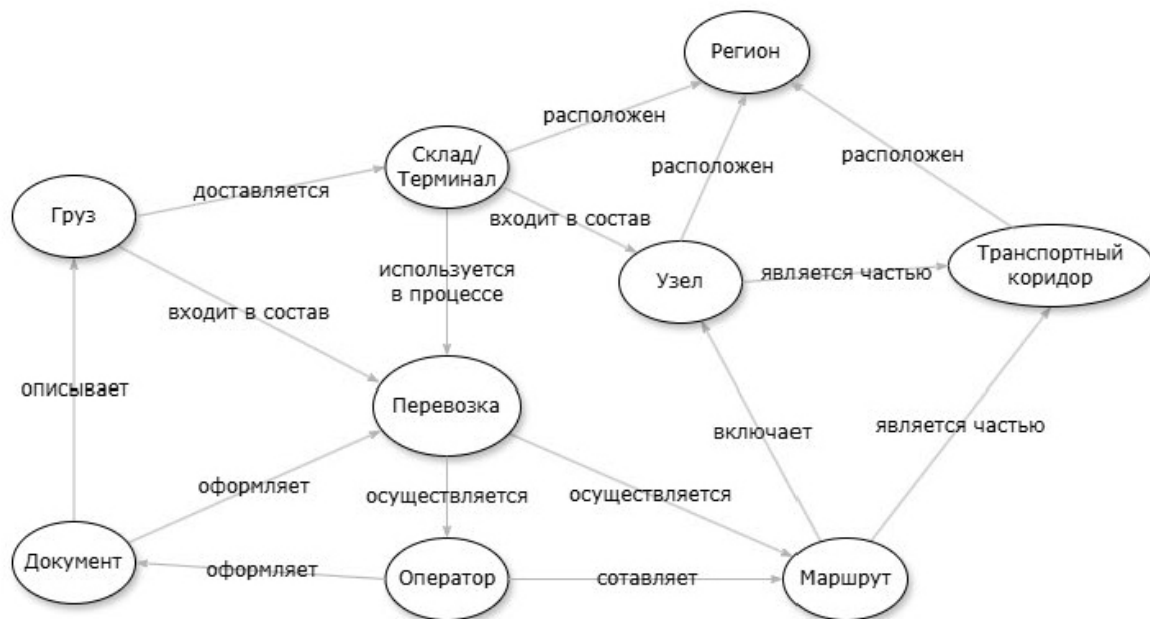 Регион
расположен
Склад/
Терминал
расположен
расположен
доставляется
Груз
входит в состав
Транспортный
коридор
используется
в процессе
Узел
является частью
входит в состав
описывает
Перевозка
включает
является частью
оформляет
осуществляется
осуществляется
Документ
оформляет
Оператор
сотавляет
Маршрут